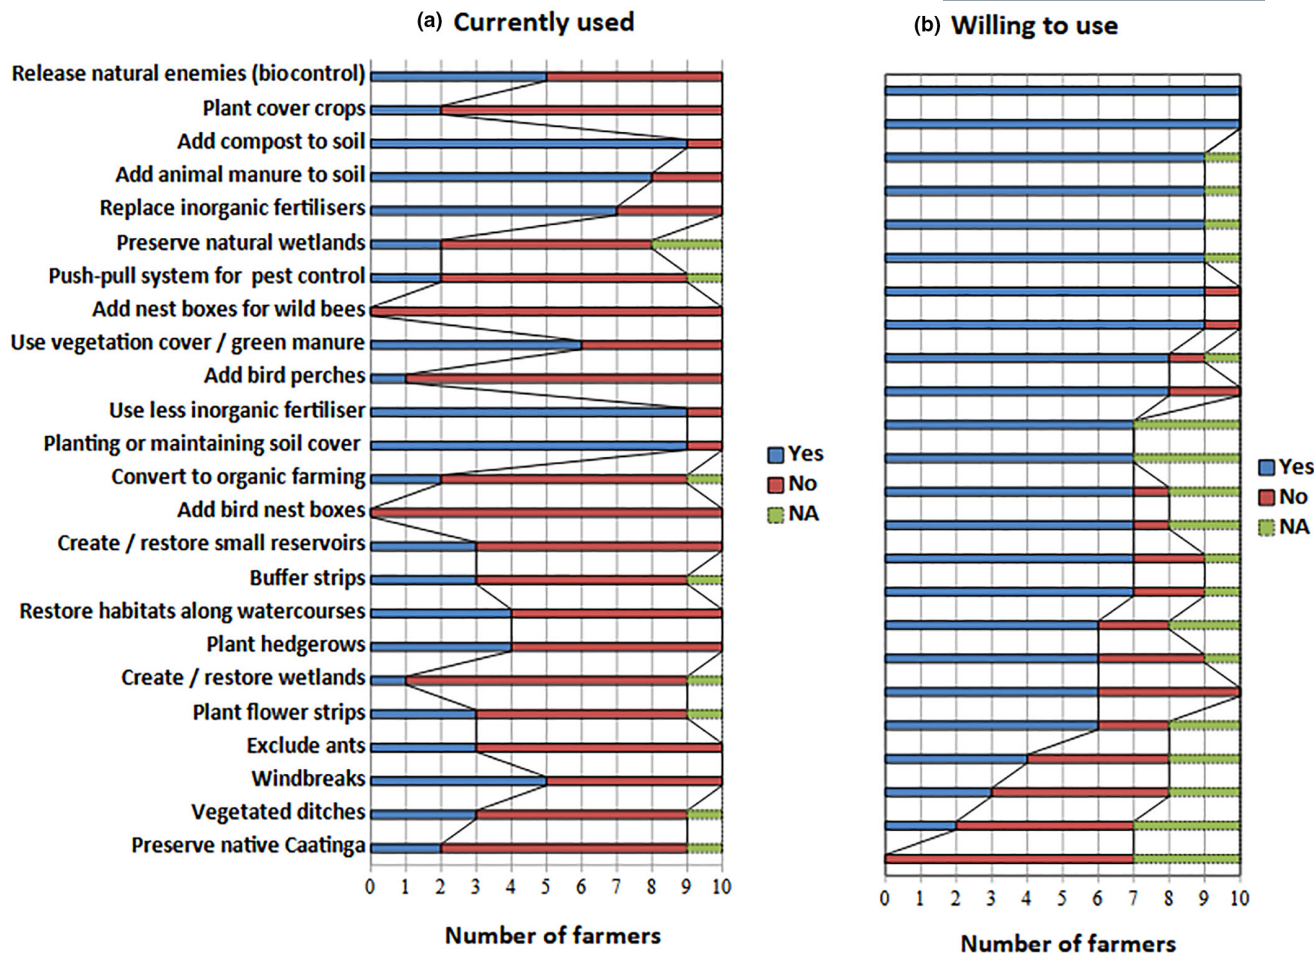 (a) Currently used
(b) Willing to use
Release natural enemies (biocontrol)
Plant cover crops
Add compost to soil
Add animal manure to soil
Replace inorganic fertilisers
Preserve natural wetlands
Push-pull system for pest control
Add nest boxes for wild bees
Use vegetation cover / green manure
Add bird perches
Use less inorganic fertiliser
Planting or maintaining soil cover
Convert to organic farming
Add bird nest boxes
Create / restore small reservoirs
Buffer strips
Restore habitats along watercourses
Plant hedgerows
Create / restore wetlands
Plant flower strips
Exclude ants
Windbreaks
Vegetated ditches
Preserve native Caatinga
0 1 2 3 4 5 6 7 8 9 10
Number of farmers
Yes
No
NA
0 1 2 3 4 5 6 7 8 9 10
Number of farmers
Yes
No
NA